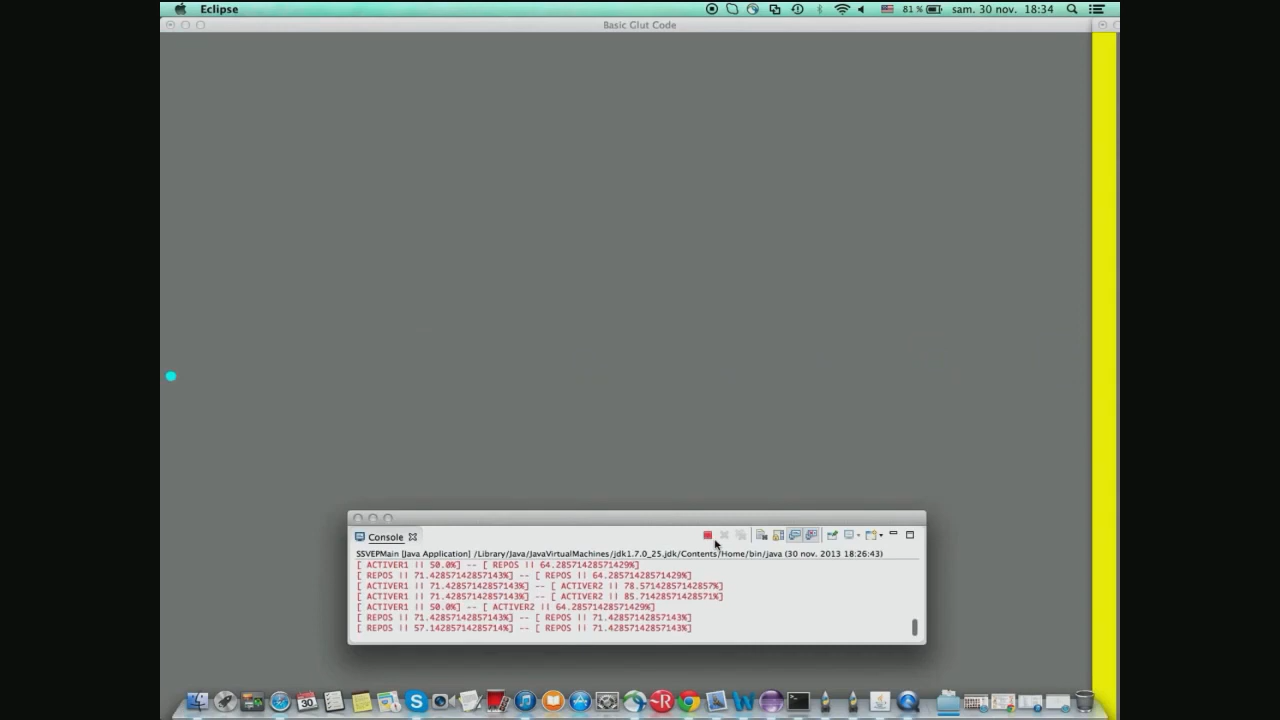 Eclipse 81 % sam. 30 nov. 18:34
Basic Glut Code
Console
SSVEPMain [Java Application] /Library/Java/JavaVirtualMachines/jdk1.7.0_25.jdk/Contents/Home/bin/java (30 nov. 2013 18:26:43)
[ ACTIVER1 || 50.0%] -- [ REPOS || 64.28571428571429%]
[ REPOS || 71.42857142857143%] -- [ REPOS || 64.28571428571429%]
[ ACTIVER1 || 71.42857142857143%] -- [ ACTIVER2 || 78.57142857142857%]
[ ACTIVER1 || 71.42857142857143%] -- [ ACTIVER2 || 85.71428571428571%]
[ ACTIVER1 || 50.0%] -- [ ACTIVER2 || 64.28571428571429%]
[ REPOS || 71.42857142857143%] -- [ REPOS || 71.42857142857143%]
[ REPOS || 57.14285714285714%] -- [ REPOS || 71.42857142857143%]
30